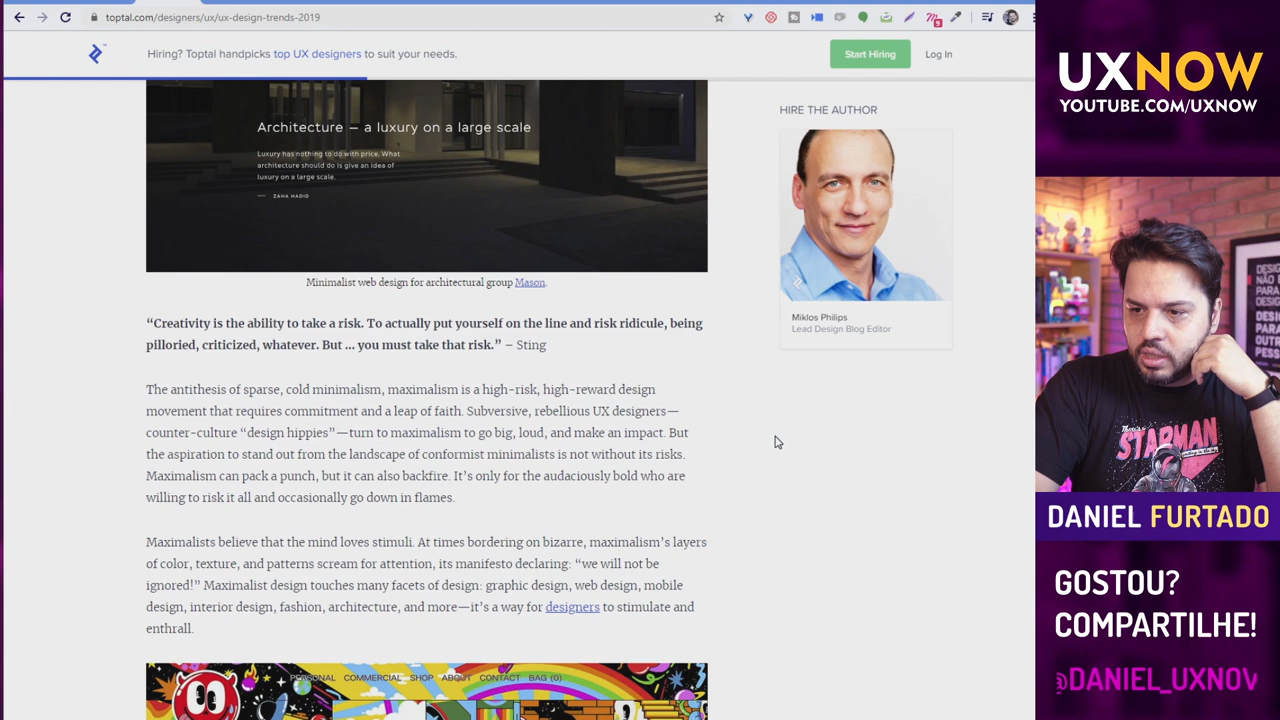 toptal.com/designers/ux/ux-design-trends-2019
Hiring? Toptal handpicks top UX designers to suit your needs.
Start Hiring
Log In
Architecture — a luxury on a large scale
Luxury has nothing to do with price. What
architecture should do is give an idea of
luxury on a large scale.
— ZAHA HADID
Minimalist web design for architectural group Mason.
“Creativity is the ability to take a risk. To actually put yourself on the line and risk ridicule, being
pilloried, criticized, whatever. But … you must take that risk.” – Sting
The antithesis of sparse, cold minimalism, maximalism is a high-risk, high-reward design
movement that requires commitment and a leap of faith. Subversive, rebellious UX designers—
counter-culture “design hippies”—turn to maximalism to go big, loud, and make an impact. But
the aspiration to stand out from the landscape of conformist minimalists is not without its risks.
Maximalism can pack a punch, but it can also backfire. It’s only for the audaciously bold who are
willing to risk it all and occasionally go down in flames.
Maximalists believe that the mind loves stimuli. At times bordering on bizarre, maximalism’s layers
of color, texture, and patterns scream for attention, its manifesto declaring: “we will not be
ignored!” Maximalist design touches many facets of design: graphic design, web design, mobile
design, interior design, fashion, architecture, and more—it’s a way for designers to stimulate and
enthrall.
PERSONAL COMMERCIAL SHOP ABOUT CONTACT BAG (0)
HIRE THE AUTHOR
Miklos Philips
Lead Design Blog Editor
UXNOW
YOUTUBE.COM/UXNOW
There's a
STARMAN
DANIEL FURTADO
GOSTOU?
COMPARTILHE!
@DANIEL_UXNOV